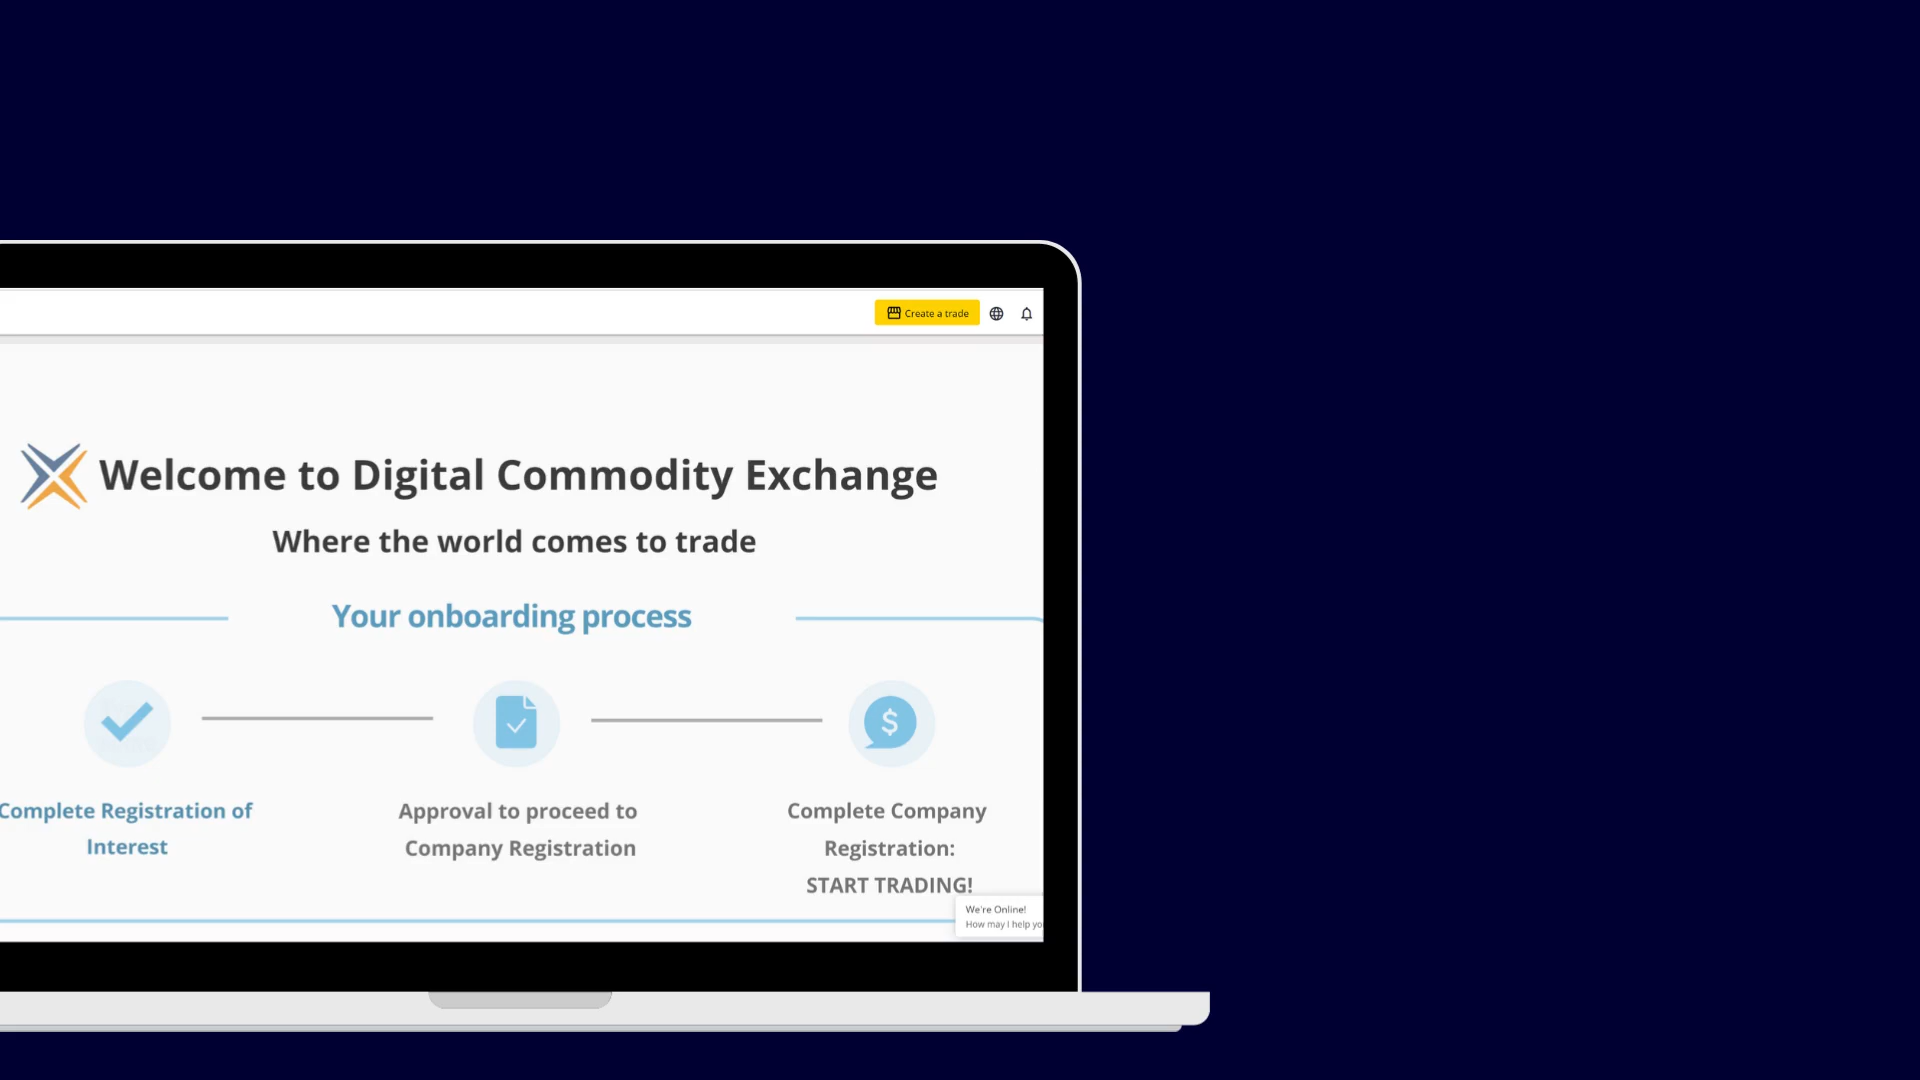 Create a trade
Welcome to Digital Commodity Exchange
Where the world comes to trade
Your onboarding process
Complete Registration of
Interest
Approval to proceed to
Company Registration
Complete Company
Registration:
START TRADING!
We're Online!
How may I help yo